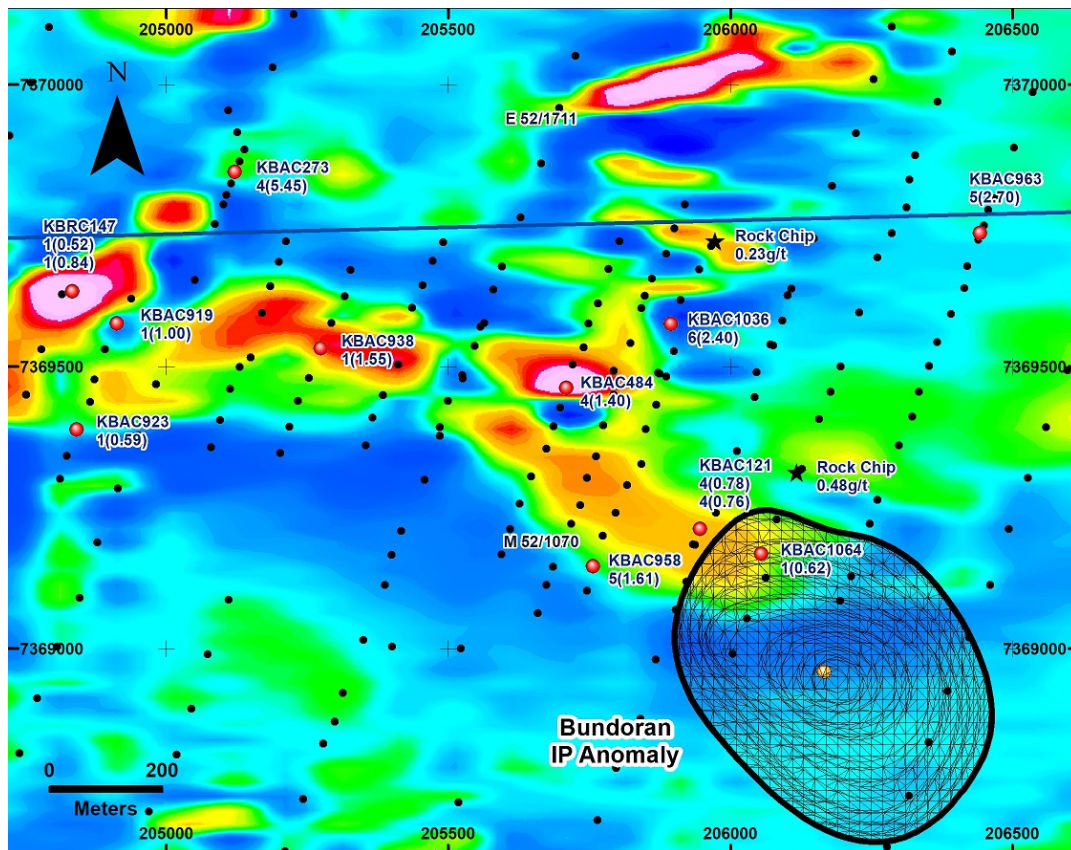 205000
205500
206000
206500
N
7370000
7370000
E 52/1711
KBAC273
4(5.45)
KBAC963
5(2.70)
KBRC147
1(0.52)
1(0.84)
Rock Chip
0.23g/t
KBAC919
1(1.00)
KBAC938
1(1.55)
KBAC1036
6(2.40)
7369500
7369500
KBAC484
4(1.40)
KBAC923
1(0.59)
KBAC121
4(0.78)
4(0.76)
Rock Chip
0.48g/t
M 52/1070
KBAC958
5(1.61)
KBAC1064
1(0.62)
7369000
7369000
Bundoran
IP Anomaly
0
200
Meters
205000
205500
206000
206500